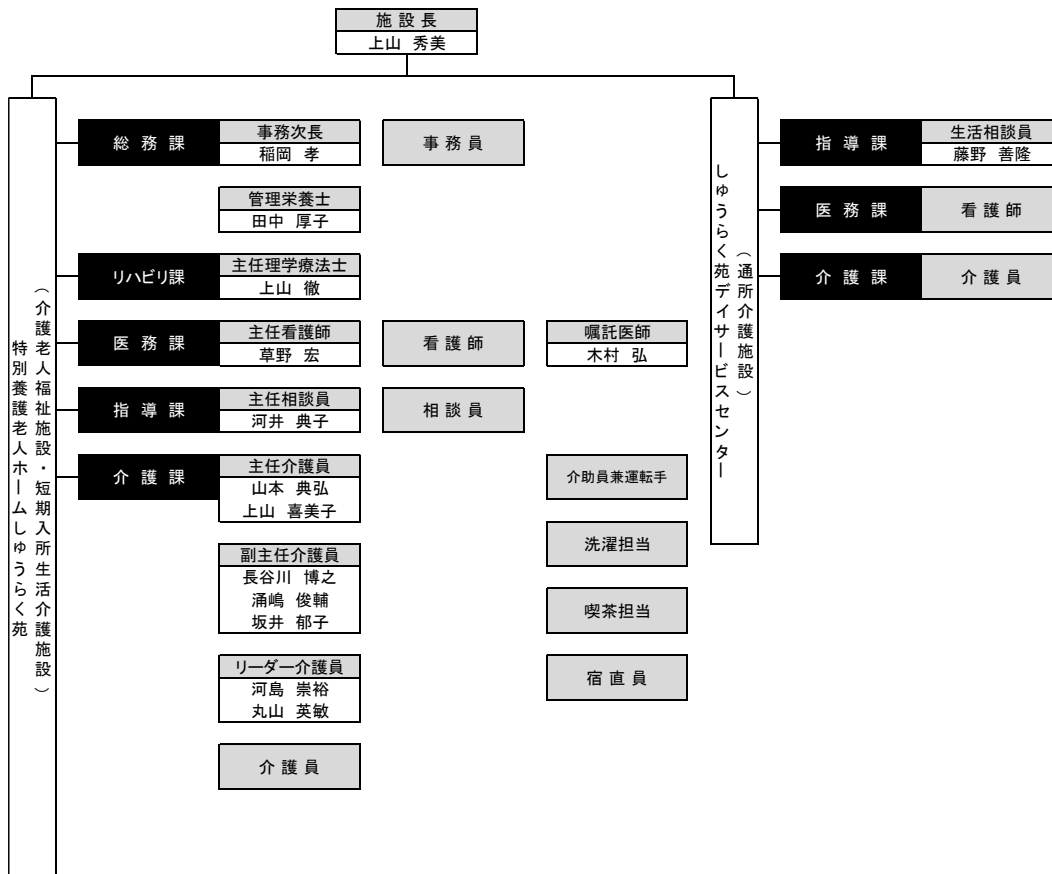 施設長
上山 秀美
特別養護老人ホームしゅうらく苑
（介護老人福祉施設・短期入所生活介護施設）
総務課
事務次長
稲岡 孝
事務員
管理栄養士
田中 厚子
リハビリ課
主任理学療法士
上山 徹
医務課
主任看護師
草野 宏
看護師
嘱託医師
木村 弘
指導課
主任相談員
河井 典子
相談員
介護課
主任介護員
山本 典弘
上山 喜美子
介助員兼運転手
副主任介護員
長谷川 博之
涌嶋 俊輔
坂井 郁子
洗濯担当
喫茶担当
リーダー介護員
河島 崇裕
丸山 英敏
宿直員
介護員
しゅうらく苑デイサービスセンター
（通所介護施設）
指導課
生活相談員
藤野 善隆
医務課
看護師
介護課
介護員